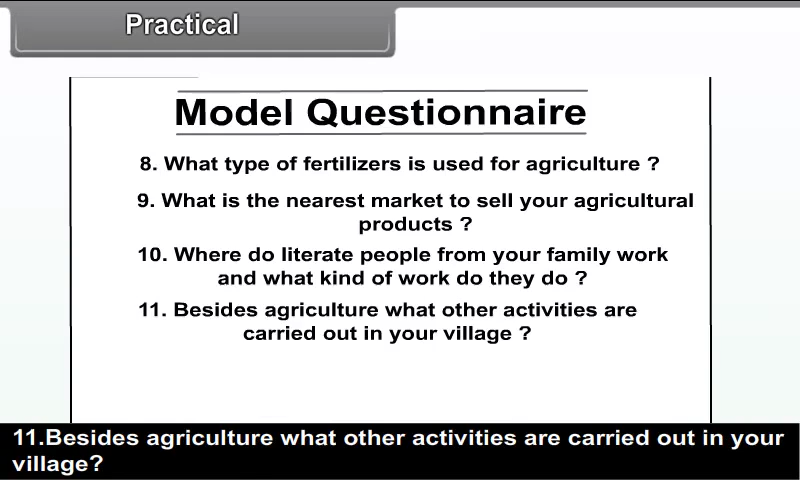 Practical
Model Questionnaire
8. What type of fertilizers is used for agriculture ?
9. What is the nearest market to sell your agricultural
products ?
10. Where do literate people from your family work
and what kind of work do they do ?
11. Besides agriculture what other activities are
carried out in your village ?
11.Besides agriculture what other activities are carried out in your
village?